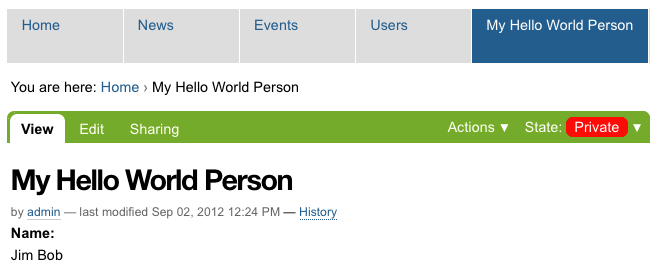 Home News Events Users My Hello World Person
You are here: Home › My Hello World Person
View Edit Sharing Actions ▼ State: Private ▼
My Hello World Person
by admin — last modified Sep 02, 2012 12:24 PM — History
Name:
Jim Bob